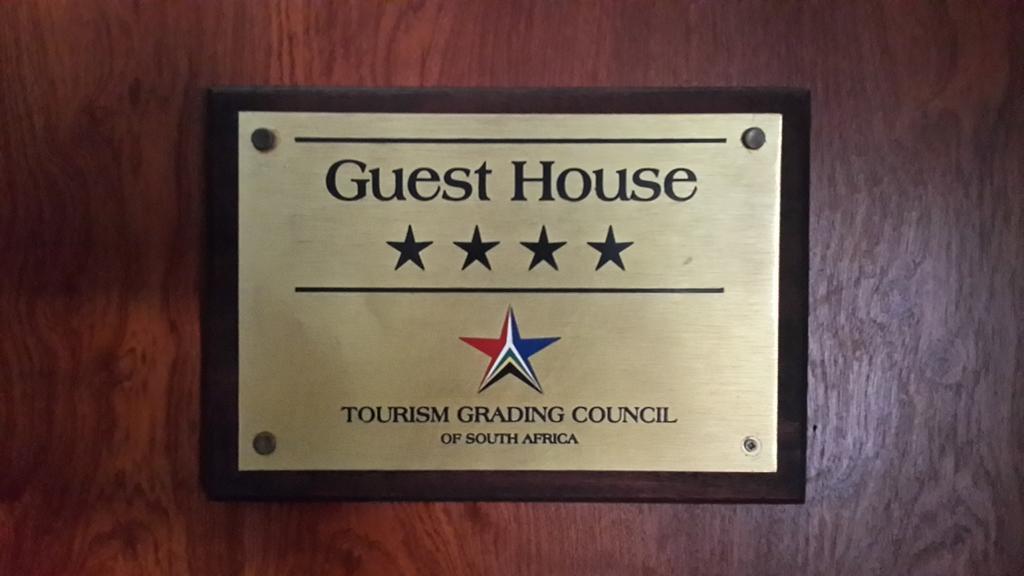 Guest House
★ ★ ★ ★
TOURISM GRADING COUNCIL
OF SOUTH AFRICA